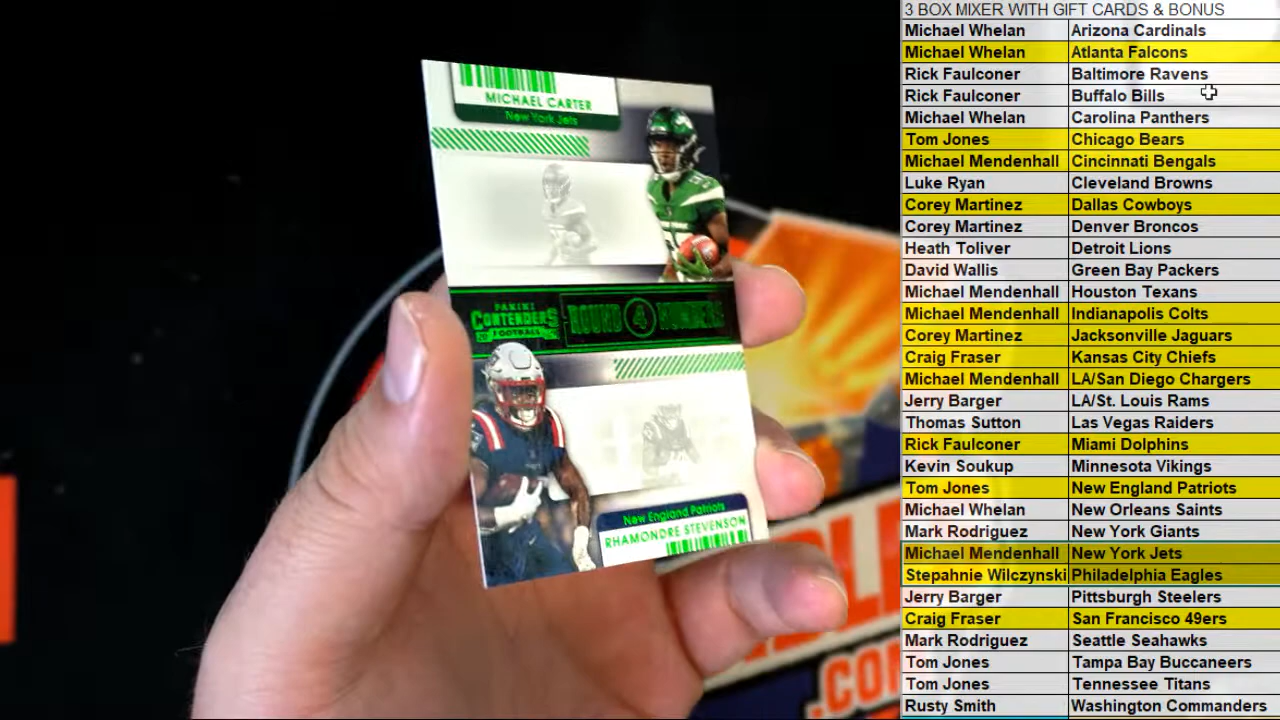 MICHAEL CARTER
New York Jets
PANINI
CONTENDERS
FOOTBALL
ROUND 4 NUMBERS
New England Patriots
RHAMONDRE STEVENSON
.COM
3 BOX MIXER WITH GIFT CARDS & BONUS
Michael Whelan Arizona Cardinals
Michael Whelan Atlanta Falcons
Rick Faulconer Baltimore Ravens
Rick Faulconer Buffalo Bills
Michael Whelan Carolina Panthers
Tom Jones Chicago Bears
Michael Mendenhall Cincinnati Bengals
Luke Ryan Cleveland Browns
Corey Martinez Dallas Cowboys
Corey Martinez Denver Broncos
Heath Toliver Detroit Lions
David Wallis Green Bay Packers
Michael Mendenhall Houston Texans
Michael Mendenhall Indianapolis Colts
Corey Martinez Jacksonville Jaguars
Craig Fraser Kansas City Chiefs
Michael Mendenhall LA/San Diego Chargers
Jerry Barger LA/St. Louis Rams
Thomas Sutton Las Vegas Raiders
Rick Faulconer Miami Dolphins
Kevin Soukup Minnesota Vikings
Tom Jones New England Patriots
Michael Whelan New Orleans Saints
Mark Rodriguez New York Giants
Michael Mendenhall New York Jets
Stepahnie Wilczynski Philadelphia Eagles
Jerry Barger Pittsburgh Steelers
Craig Fraser San Francisco 49ers
Mark Rodriguez Seattle Seahawks
Tom Jones Tampa Bay Buccaneers
Tom Jones Tennessee Titans
Rusty Smith Washington Commanders